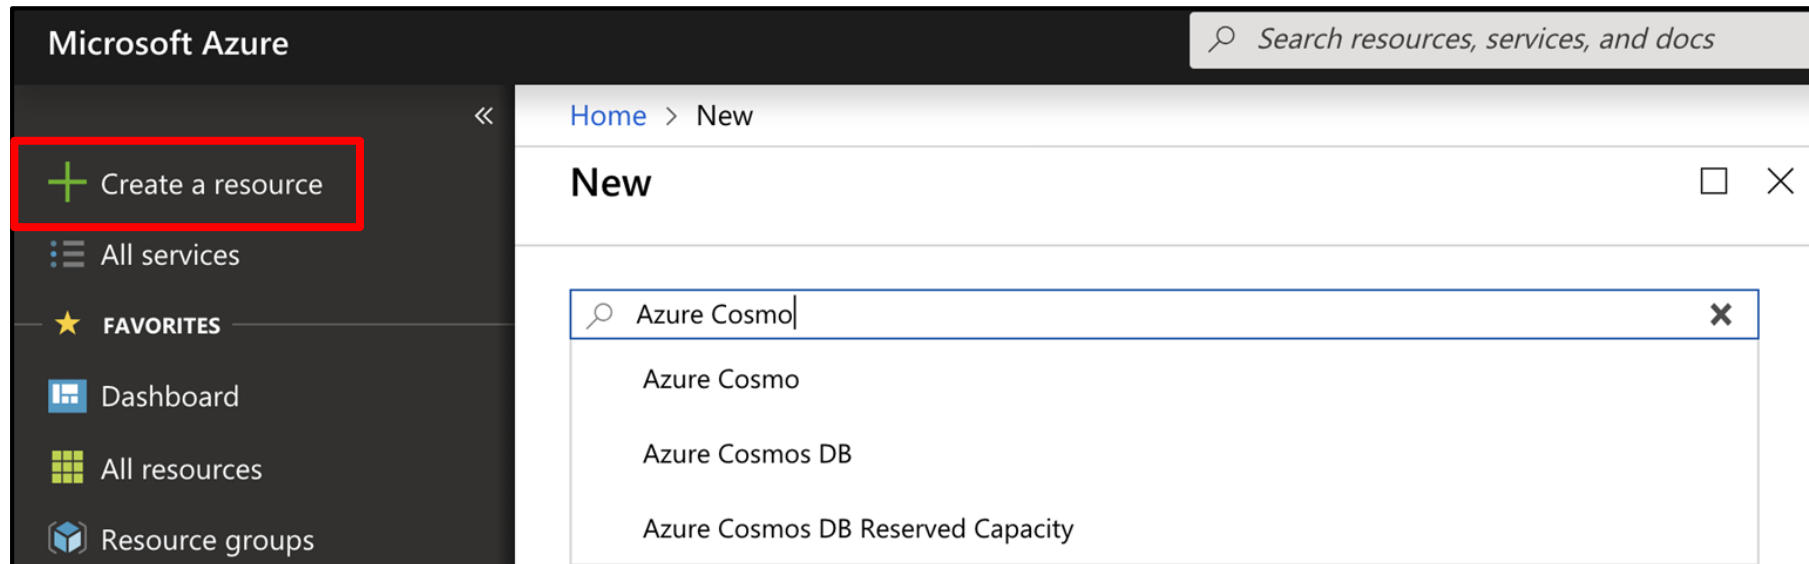 Microsoft Azure
Search resources, services, and docs
«
Create a resource
All services
FAVORITES
Dashboard
All resources
Resource groups
Home > New
New
Azure Cosmo
Azure Cosmo
Azure Cosmos DB
Azure Cosmos DB Reserved Capacity